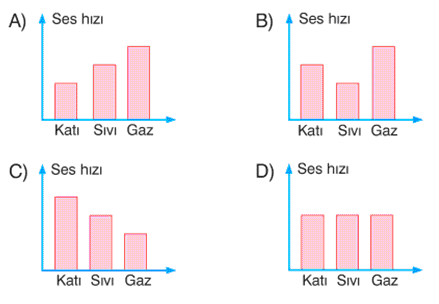 A) Ses hızı
Katı Sıvı Gaz
B) Ses hızı
Katı Sıvı Gaz
C) Ses hızı
Katı Sıvı Gaz
D) Ses hızı
Katı Sıvı Gaz